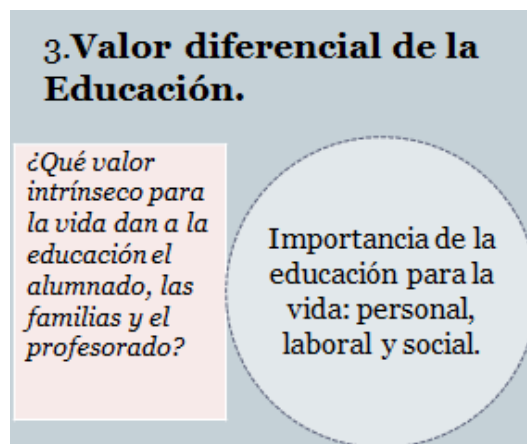 3.Valor diferencial de la
Educación.
¿Qué valor
intrínseco para
la vida dan a la
educación el
alumnado, las
familias y el
profesorado?
Importancia de la
educación para la
vida: personal,
laboral y social.